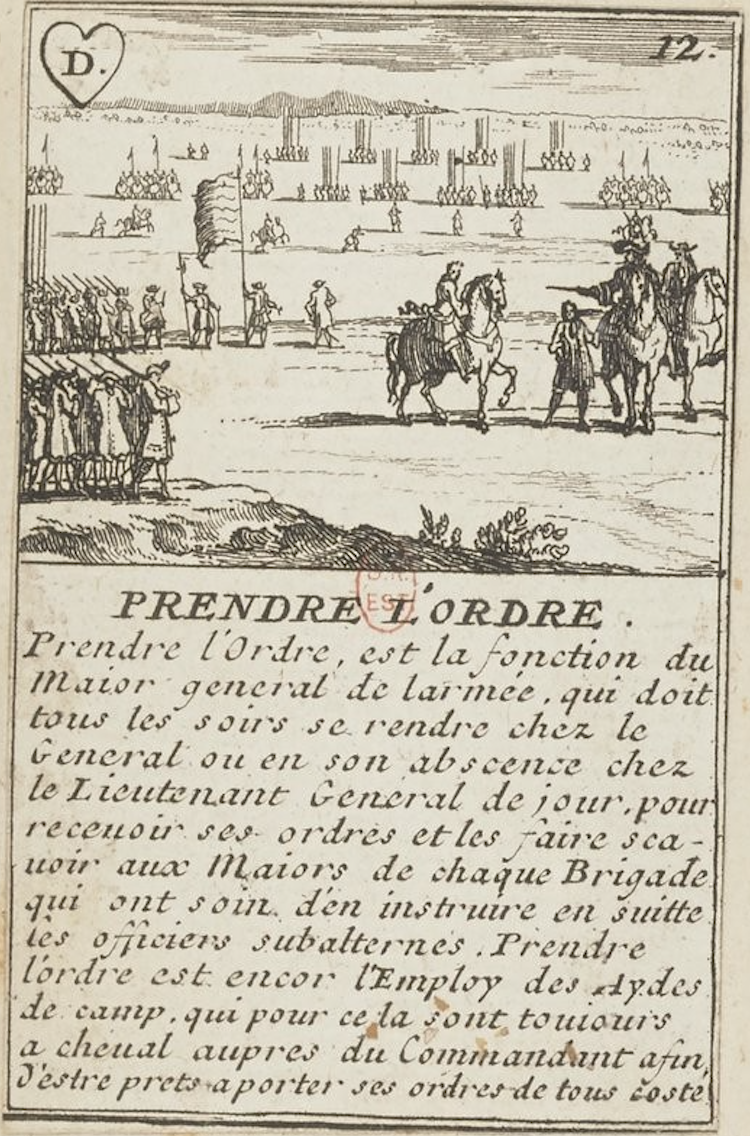 D.
12.
PRENDRE L'ORDRE .
Prendre l'Ordre, est la fonction du
Maior general de larmée, qui doit
tous les soirs se rendre chez le
General ou en son abscence chez
le Lieutenant General de jour, pour
receuoir ses ordres et les faire sca-
uoir aux Maiors de chaque Brigade
qui ont soin d'en instruire en suitte
les officiers subalternes. Prendre
l'ordre est encor l'Employ des Aydes
de camp, qui pour ce la sont touiours
a cheual aupres du Commandant afin,
d'estre prets a porter ses ordres de tous costé
EST